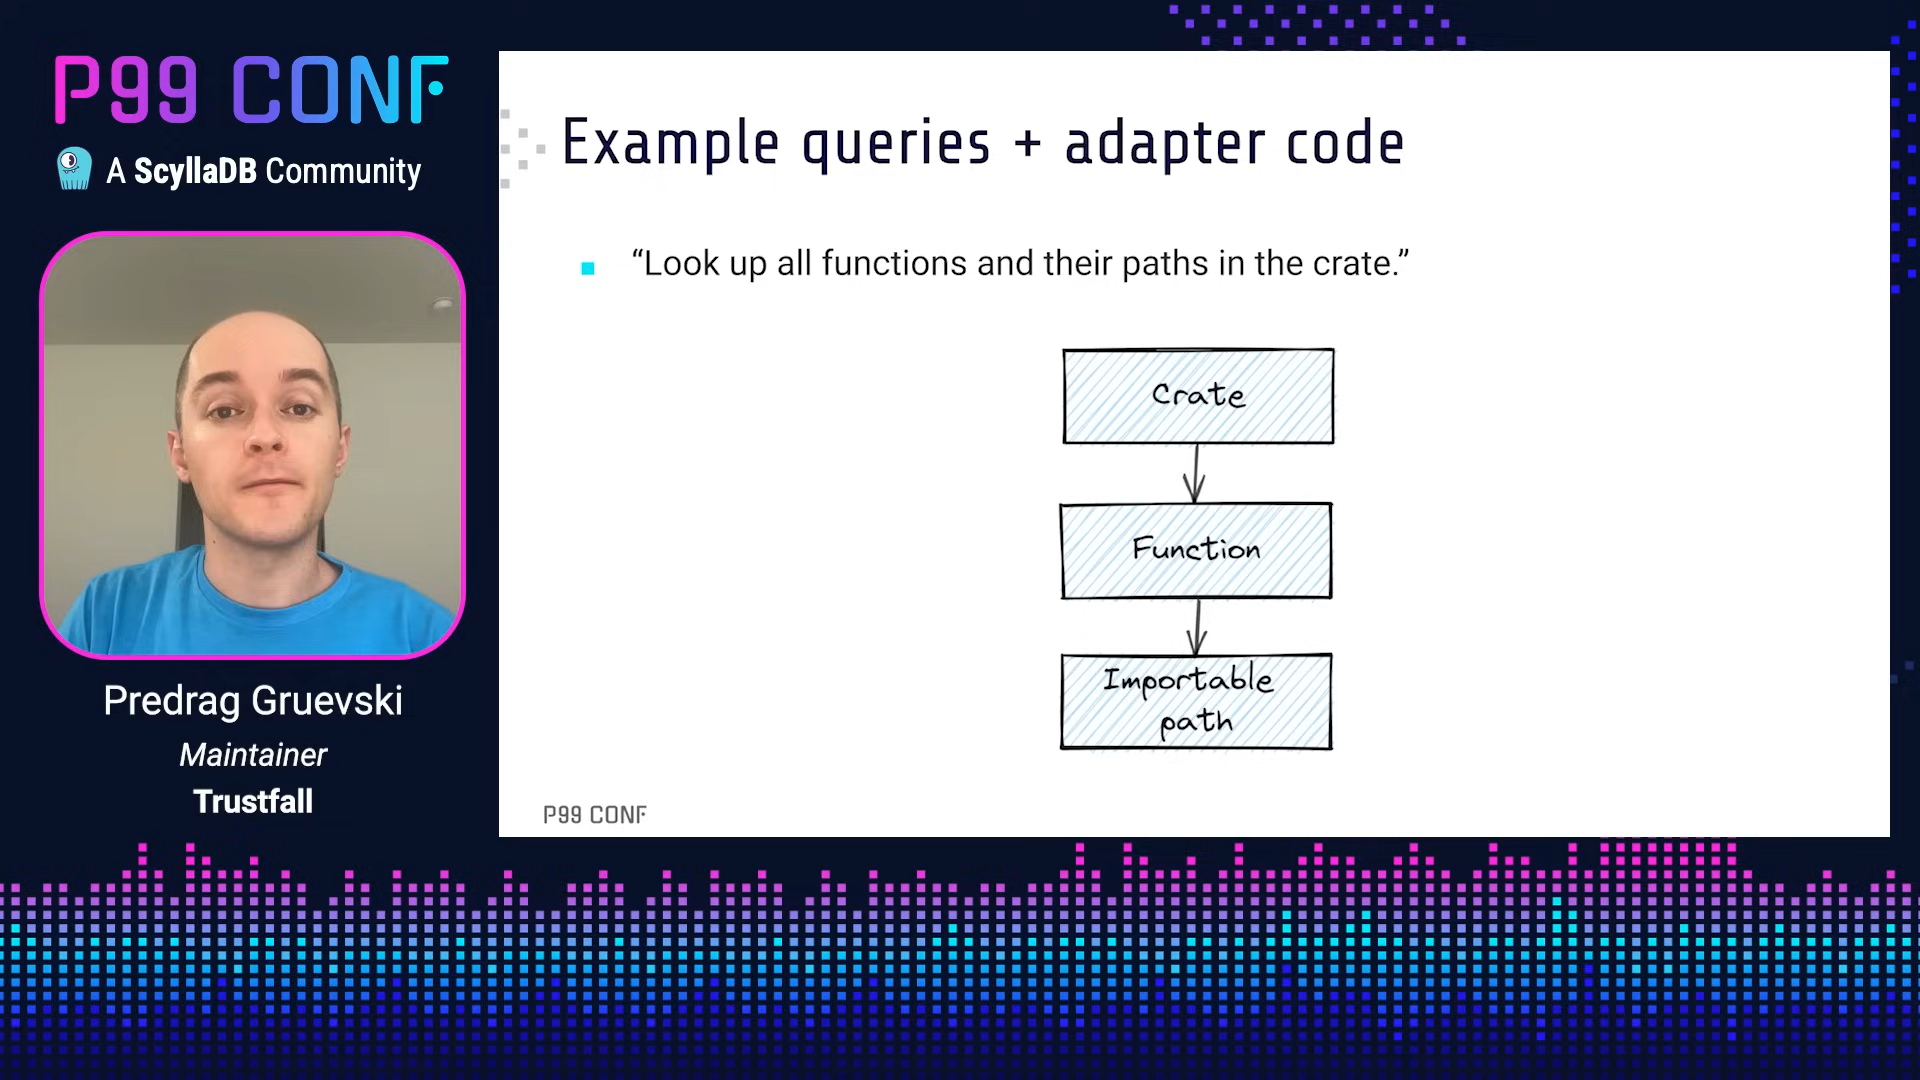 P99 CONF
A ScyllaDB Community
Predrag Gruevski
Maintainer
Trustfall
Example queries + adapter code
“Look up all functions and their paths in the crate.”
Crate
Function
Importable
path
P99 CONF